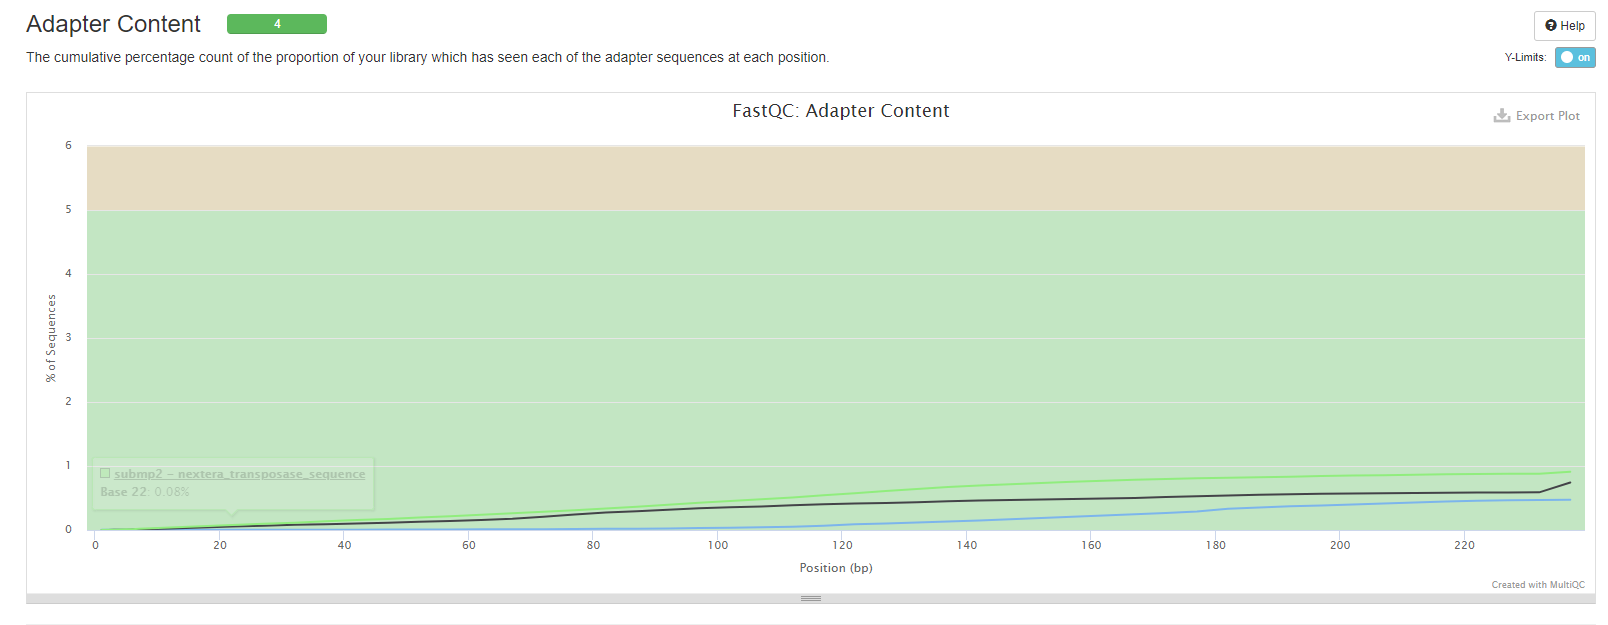 Adapter Content 4
Help
The cumulative percentage count of the proportion of your library which has seen each of the adapter sequences at each position.
Y-Limits: on
FastQC: Adapter Content
Export Plot
6
5
4
3
2
1
0
% of Sequences
submp2 - nextera_transposase_sequence
Base 22: 0.08%
0 20 40 60 80 100 120 140 160 180 200 220
Position (bp)
Created with MultiQC